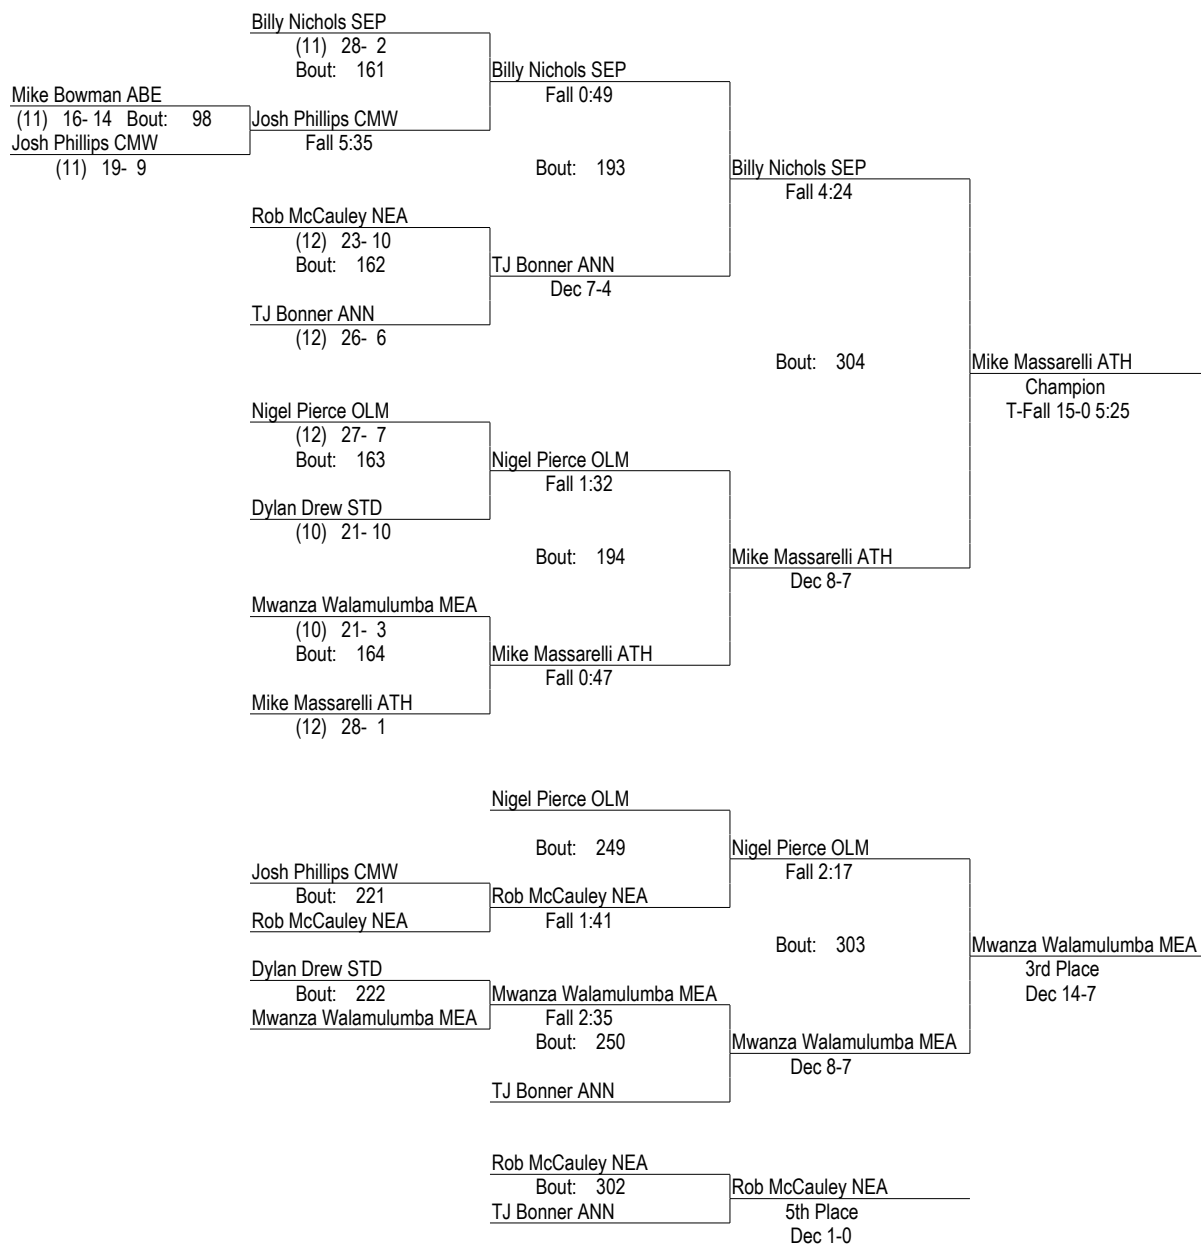 Billy Nichols SEP
(11) 28- 2
Bout: 161
Billy Nichols SEP
Fall 0:49
Mike Bowman ABE
(11) 16- 14 Bout: 98
Josh Phillips CMW
(11) 19- 9
Josh Phillips CMW
Fall 5:35
Bout: 193
Billy Nichols SEP
Fall 4:24
Rob McCauley NEA
(12) 23- 10
Bout: 162
TJ Bonner ANN
Dec 7-4
TJ Bonner ANN
(12) 26- 6
Bout: 304
Mike Massarelli ATH
Champion
T-Fall 15-0 5:25
Nigel Pierce OLM
(12) 27- 7
Bout: 163
Nigel Pierce OLM
Fall 1:32
Dylan Drew STD
(10) 21- 10
Bout: 194
Mike Massarelli ATH
Dec 8-7
Mwanza Walamulumba MEA
(10) 21- 3
Bout: 164
Mike Massarelli ATH
Fall 0:47
Mike Massarelli ATH
(12) 28- 1
Nigel Pierce OLM
Bout: 249
Nigel Pierce OLM
Fall 2:17
Josh Phillips CMW
Bout: 221
Rob McCauley NEA
Rob McCauley NEA
Fall 1:41
Bout: 303
Mwanza Walamulumba MEA
3rd Place
Dec 14-7
Dylan Drew STD
Bout: 222
Mwanza Walamulumba MEA
Mwanza Walamulumba MEA
Fall 2:35
Bout: 250
Mwanza Walamulumba MEA
Dec 8-7
TJ Bonner ANN
Rob McCauley NEA
Bout: 302
TJ Bonner ANN
Rob McCauley NEA
5th Place
Dec 1-0